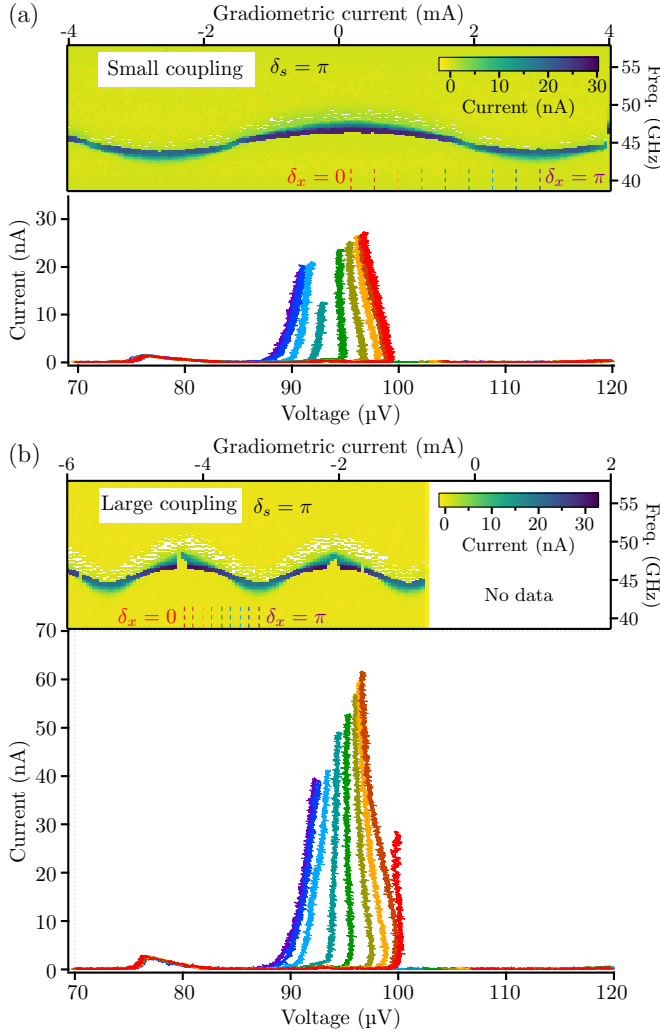 (a)
Gradiometric current (mA)
-4 -2 0 2 4
Small coupling
δs = π
0 10 20 30
Current (nA)
55
50
45
40
Freq. (GHz)
δx = 0
δx = π
30
20
10
0
Current (nA)
70 80 90 100 110 120
Voltage (µV)
(b)
Gradiometric current (mA)
-6 -4 -2 0 2
Large coupling
δs = π
0 10 20 30
Current (nA)
55
50
45
40
Freq. (GHz)
No data
δx = 0
δx = π
70
60
50
40
30
20
10
0
Current (nA)
70 80 90 100 110 120
Voltage (µV)